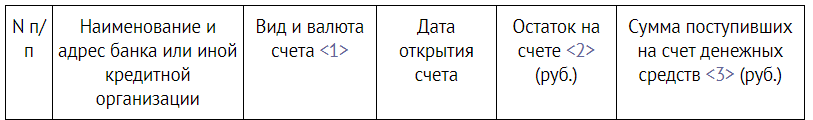 N п/
п
Наименование и
адрес банка или иной
кредитной
организации
Вид и валюта
счета <1>
Дата
открытия
счета
Остаток на
счете <2>
(руб.)
Сумма поступивших
на счет денежных
средств <3> (руб.)